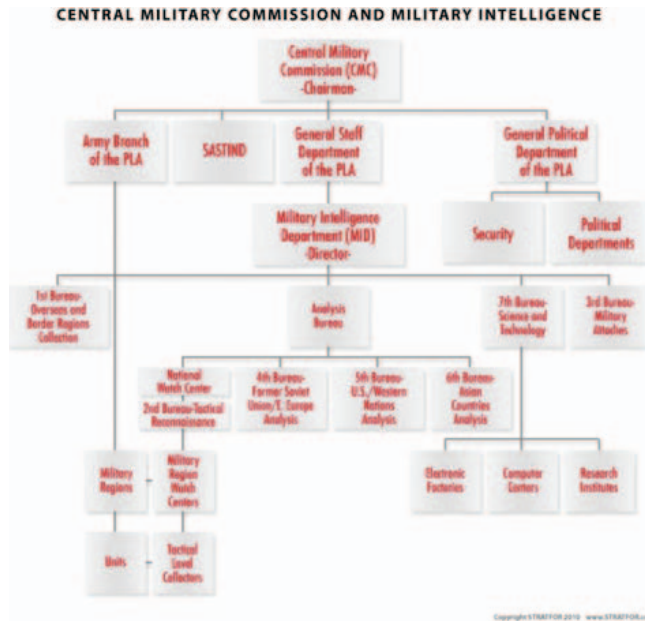 CENTRAL MILITARY COMMISSION AND MILITARY INTELLIGENCE
Central Military
Commission (CMC)
-Chairman-
Army Branch
of the PLA
SASTIND
General Staff
Department
of the PLA
General Political
Department
of the PLA
Military Intelligence
Department (MID)
-Director-
Security
Political
Departments
1st Bureau-
Overseas and
Border Regions
Collection
Analysis
Bureau
7th Bureau-
Science and
Technology
3rd Bureau-
Military
Attaches
National
Watch Center
2nd Bureau-Tactical
Reconnaissance
4th Bureau-
Former Soviet
Union/E. Europe
Analysis
5th Bureau-
U.S./Western
Nations
Analysis
6th Bureau-
Asian
Countries
Analysis
Military
Regions
Military
Region
Watch
Centers
Electronic
Factories
Computer
Centers
Research
Institutes
Units
Tactical
Level
Collectors
Copyright STRATFOR 2010 www.STRATFOR.c